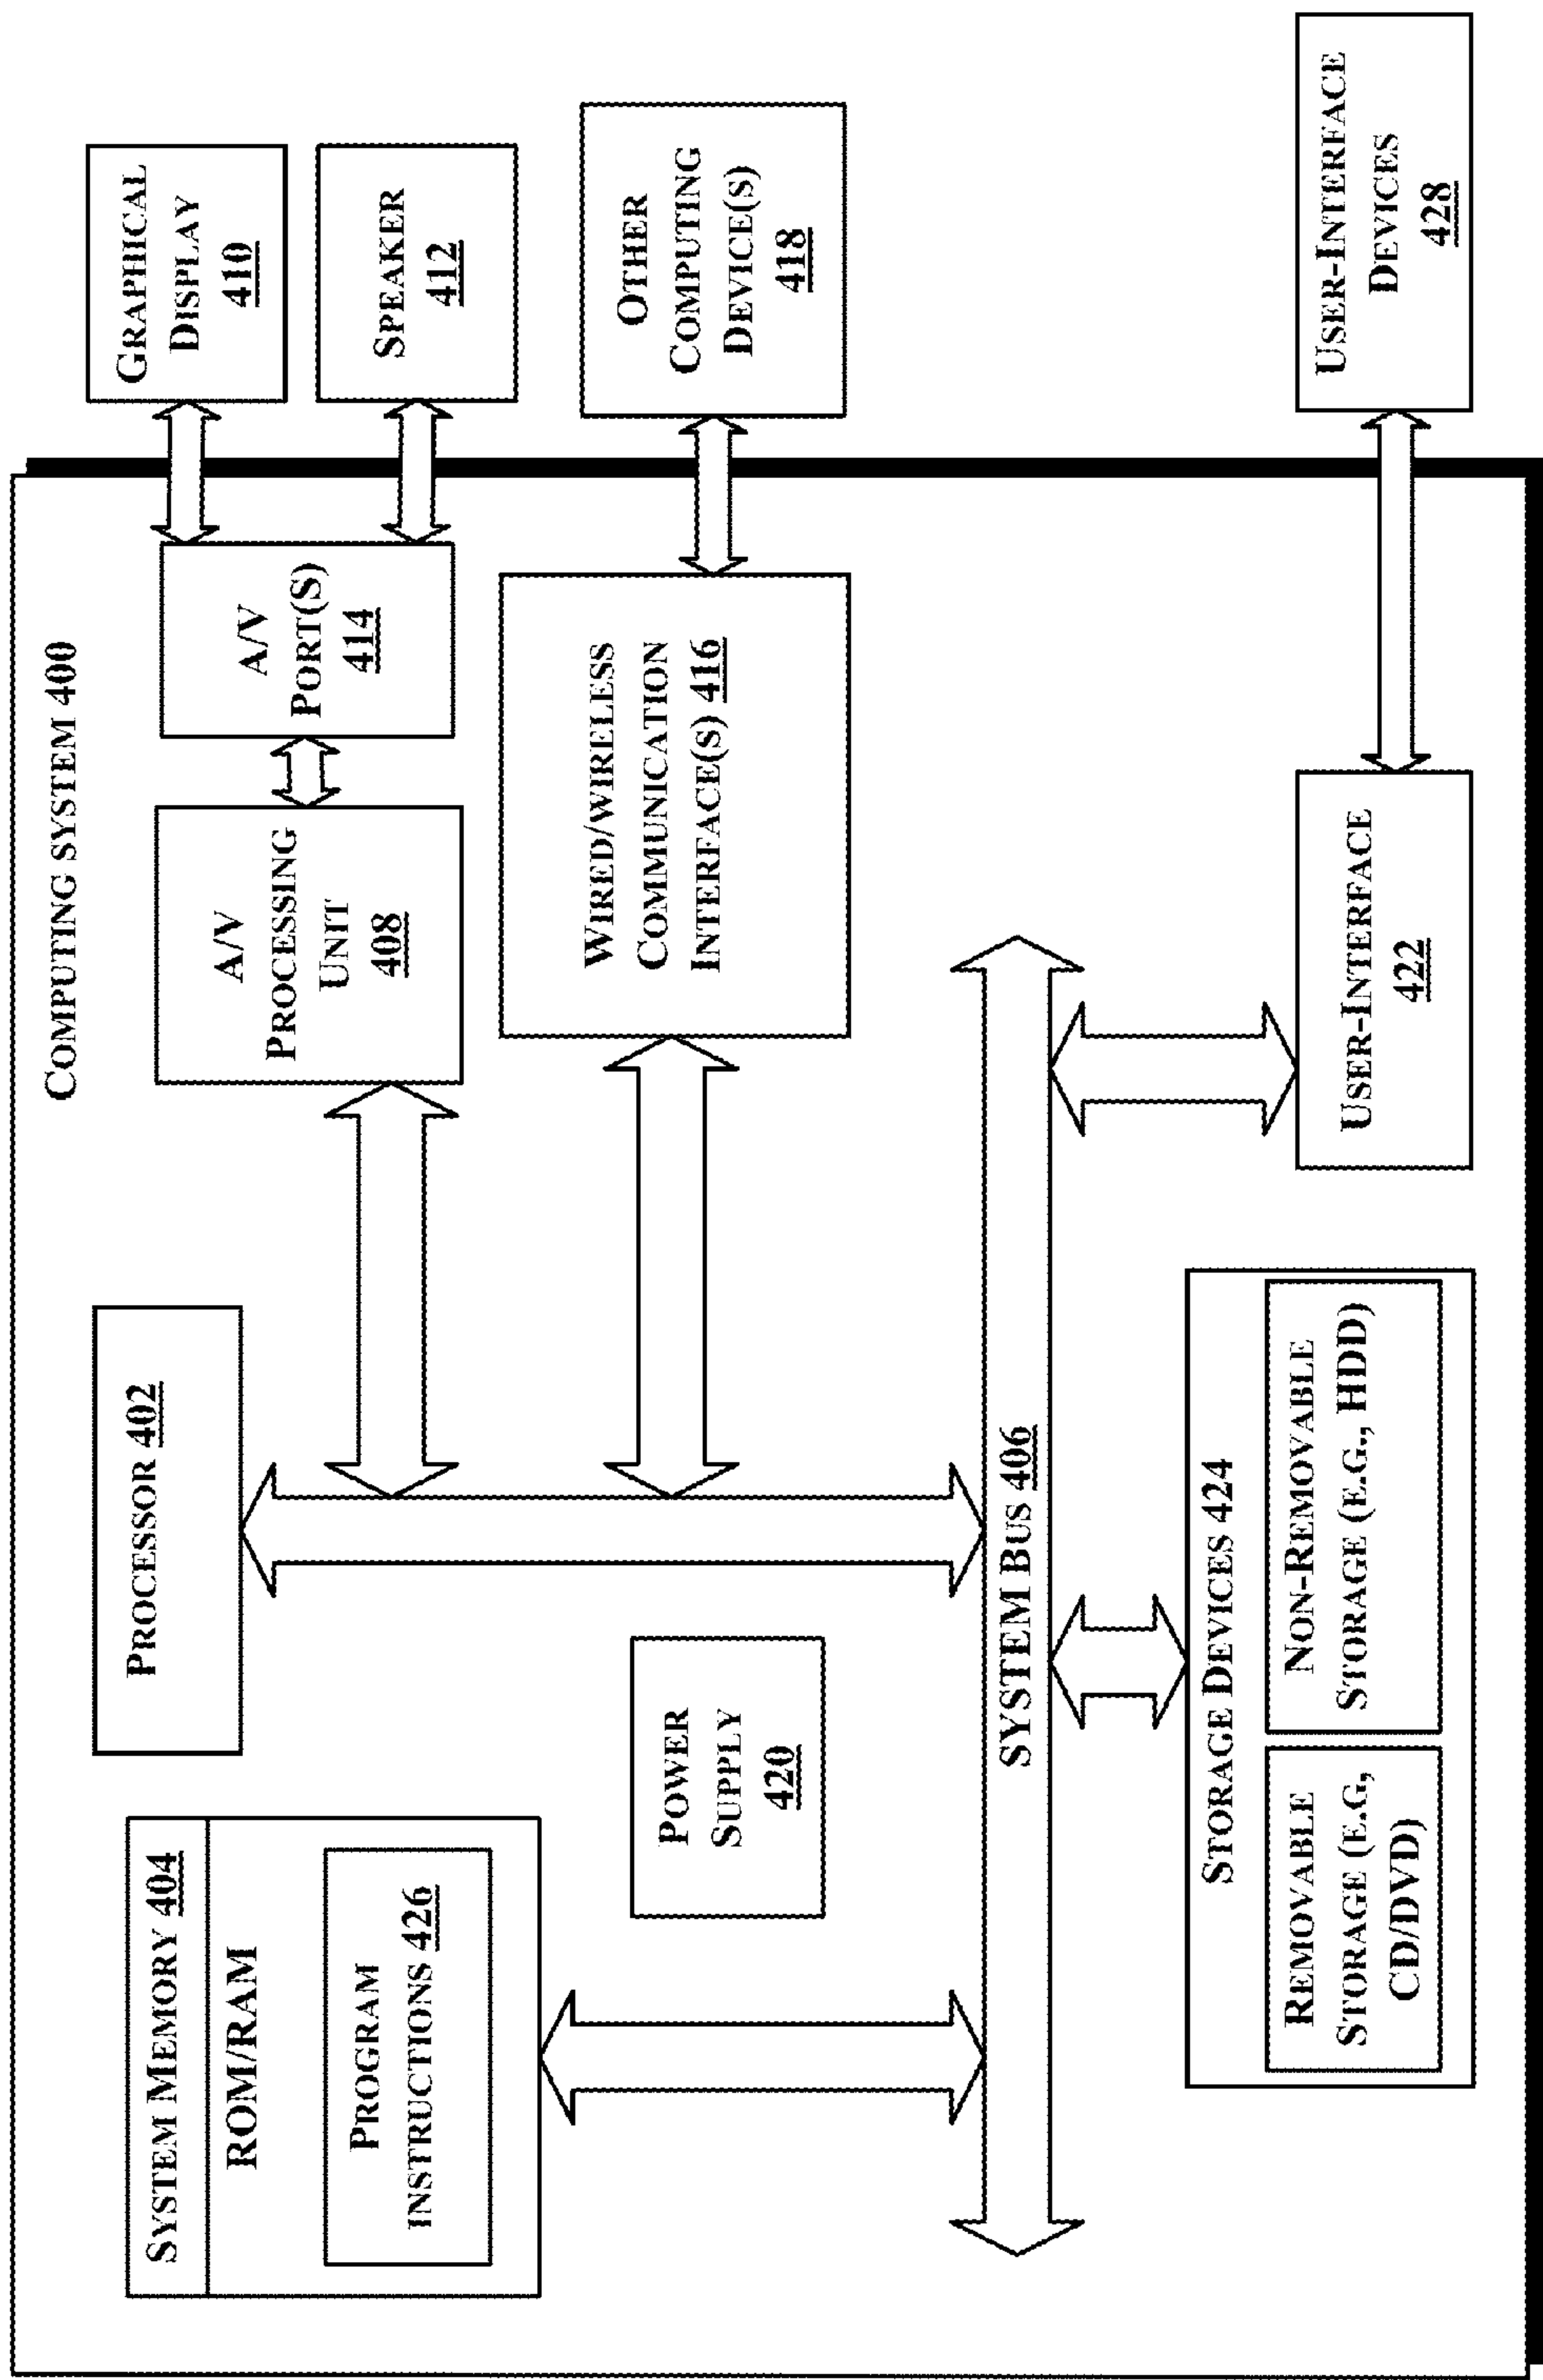 COMPUTING SYSTEM 400
SYSTEM MEMORY 404
ROM/RAM
PROGRAM
INSTRUCTIONS 426
PROCESSOR 402
A/V
PROCESSING
UNIT
408
A/V
PORT(S)
414
GRAPHICAL
DISPLAY
410
SPEAKER
412
POWER
SUPPLY
420
WIRED/WIRELESS
COMMUNICATION
INTERFACE(S) 416
OTHER
COMPUTING
DEVICE(S)
418
SYSTEM BUS 406
STORAGE DEVICES 424
REMOVABLE
STORAGE (E.G,
CD/DVD)
NON-REMOVABLE
STORAGE (E.G., HDD)
USER-INTERFACE
422
USER-INTERFACE
DEVICES
428